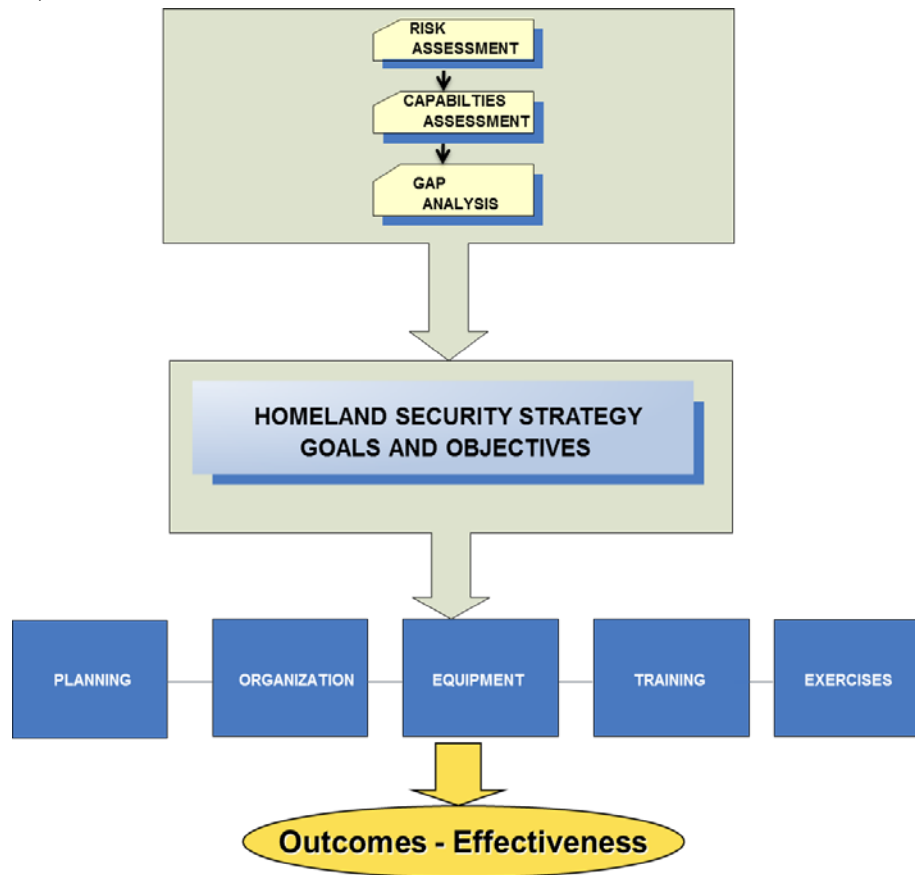 RISK
ASSESSMENT
CAPABILTIES
ASSESSMENT
GAP
ANALYSIS
HOMELAND SECURITY STRATEGY
GOALS AND OBJECTIVES
PLANNING
ORGANIZATION
EQUIPMENT
TRAINING
EXERCISES
Outcomes - Effectiveness